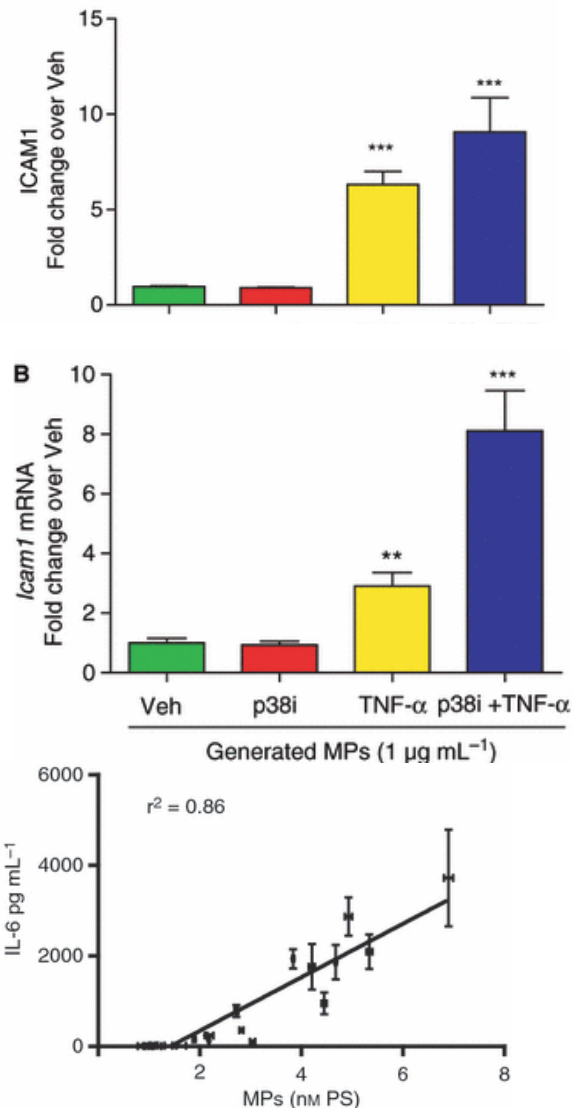 15
10
5
0
ICAM1
Fold change over Veh
***
***
B
10
8
6
4
2
0
Icam1 mRNA
Fold change over Veh
**
***
Veh p38i TNF-α p38i +TNF-α
Generated MPs (1 µg mL⁻¹)
6000
4000
2000
0
IL-6 pg mL⁻¹
r² = 0.86
2 4 6 8
MPs (nM PS)